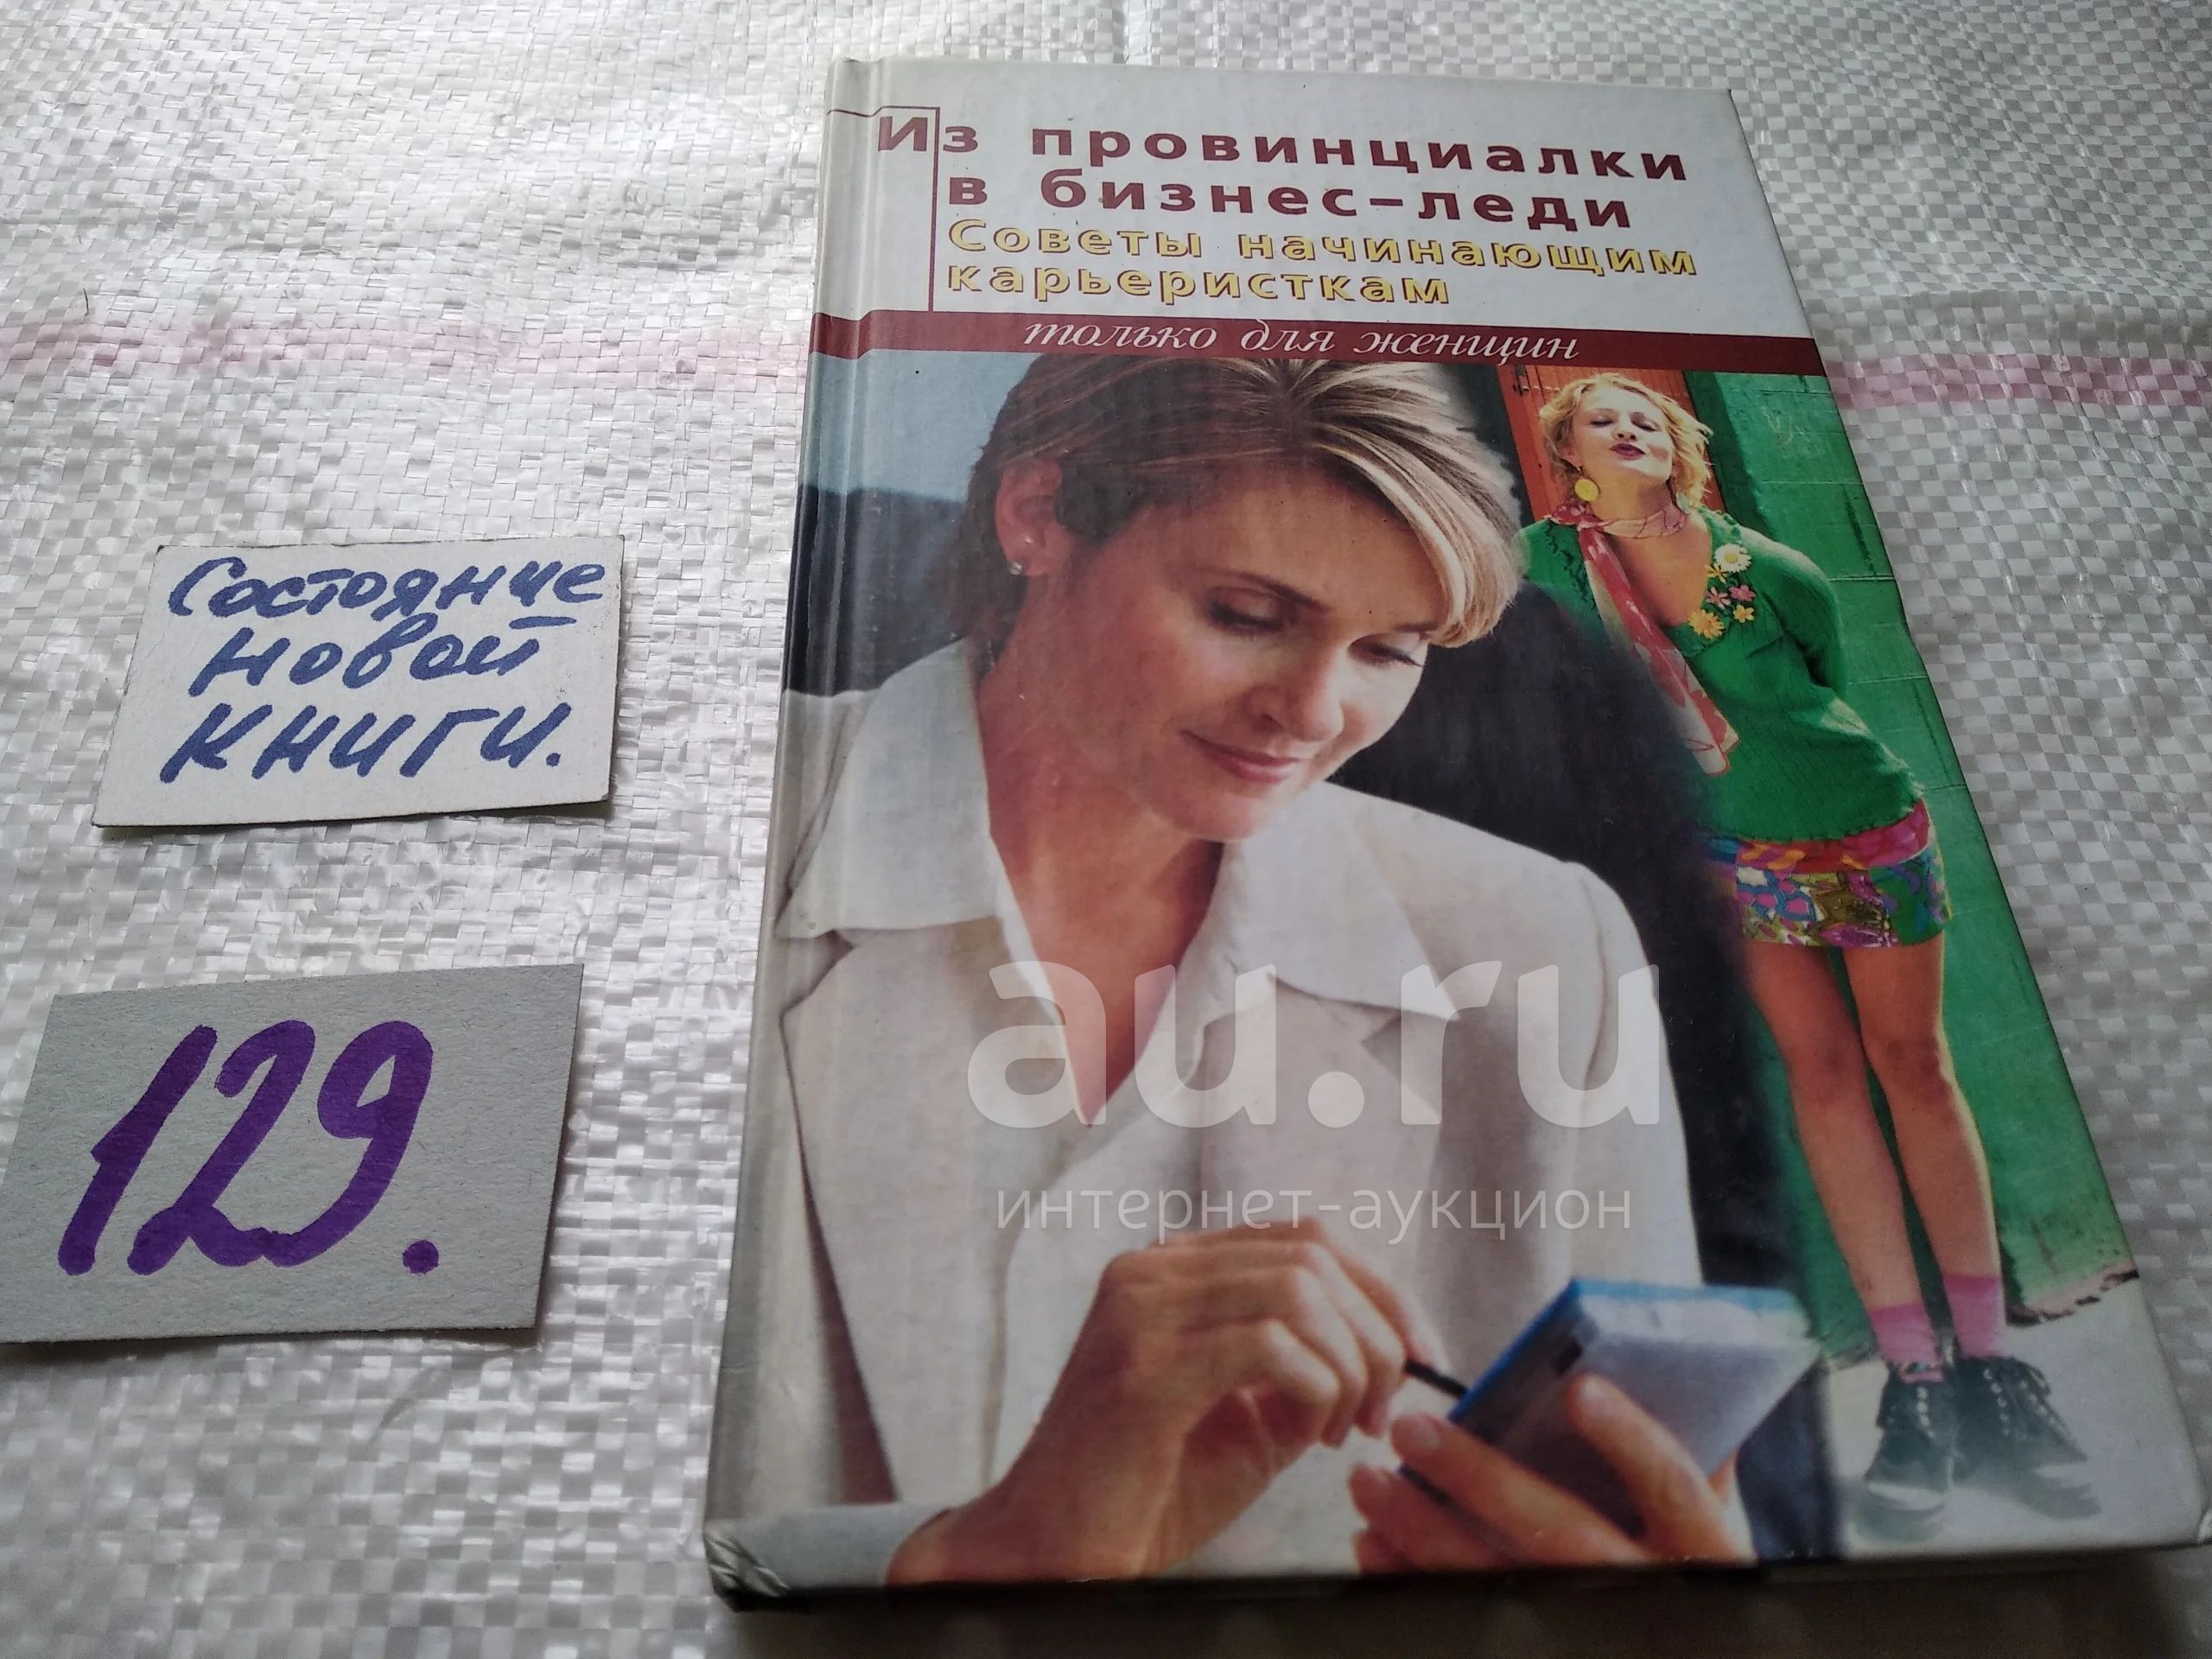 Из провинциалки
в бизнес-леди
Советы начинающим
карьеристкам
только для женщин
Состояние
новой
книги.
129.
au.ru
интернет-аукцион